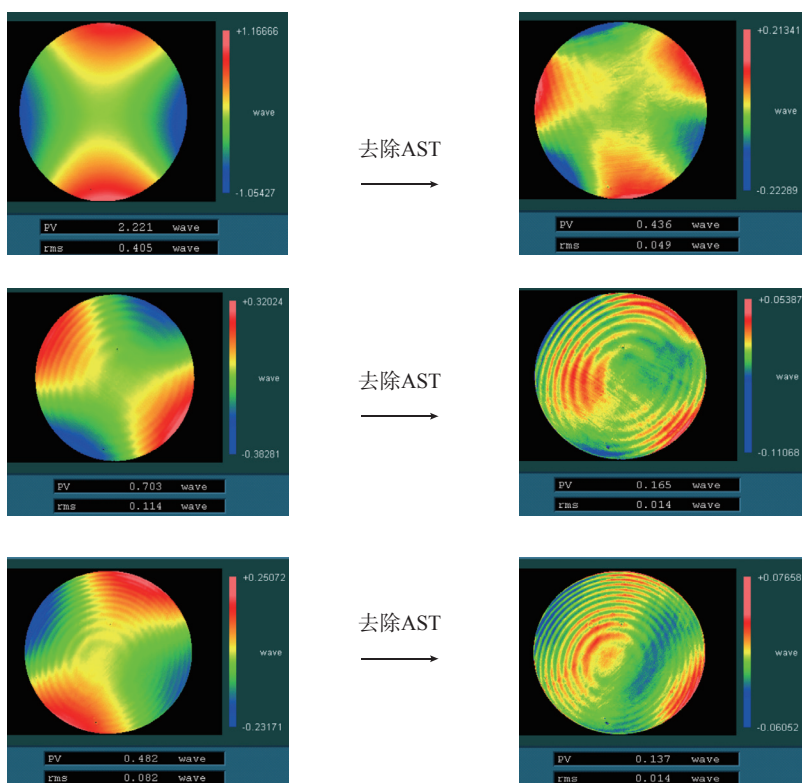 +1.16666
wave
-1.05427
PV 2.221 wave
rms 0.405 wave
去除AST
+0.21341
wave
-0.22289
PV 0.436 wave
rms 0.049 wave
+0.32024
wave
-0.38281
PV 0.703 wave
rms 0.114 wave
去除AST
+0.05387
wave
-0.11068
PV 0.165 wave
rms 0.014 wave
+0.25072
wave
-0.23171
PV 0.482 wave
rms 0.082 wave
去除AST
+0.07658
wave
-0.06052
PV 0.137 wave
rms 0.014 wave